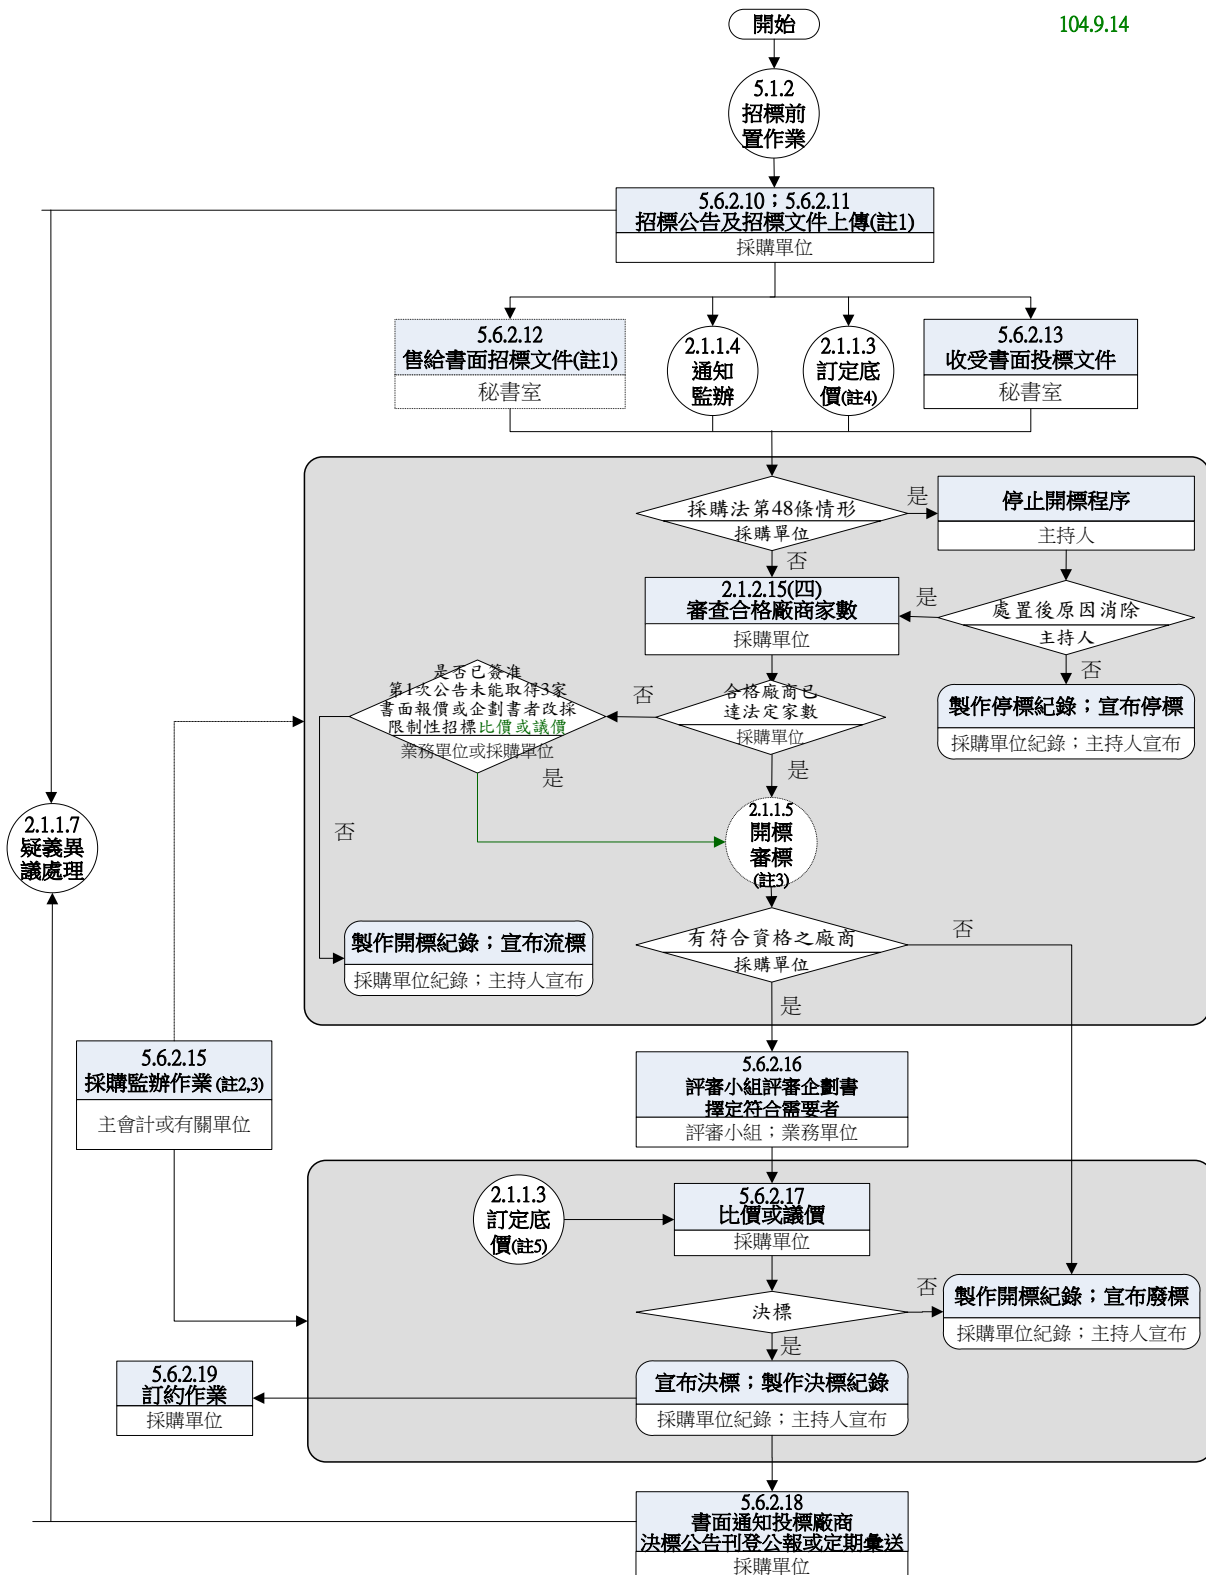 開始
104.9.14
5.1.2
招標前
置作業
5.6.2.10；5.6.2.11
招標公告及招標文件上傳(註1)
採購單位
5.6.2.12
售給書面招標文件(註1)
秘書室
2.1.1.4
通知
監辦
2.1.1.3
訂定底
價(註4)
5.6.2.13
收受書面投標文件
秘書室
採購法第48條情形
採購單位
是
停止開標程序
主持人
否
2.1.2.15(四)
審查合格廠商家數
採購單位
是
處置後原因消除
主持人
否
製作停標紀錄；宣布停標
採購單位紀錄；主持人宣布
是否已簽准
第1次公告未能取得3家
書面報價或企劃書者改採
限制性招標比價或議價
業務單位或採購單位
否
合格廠商已
達法定家數
採購單位
是
是
否
2.1.1.5
開標
審標
(註3)
2.1.1.7
疑義異
議處理
製作開標紀錄；宣布流標
採購單位紀錄；主持人宣布
有符合資格之廠商
採購單位
否
是
5.6.2.15
採購監辦作業(註2,3)
主會計或有關單位
5.6.2.16
評審小組評審企劃書
擇定符合需要者
評審小組；業務單位
2.1.1.3
訂定底
價(註5)
5.6.2.17
比價或議價
採購單位
決標
否
製作開標紀錄；宣布廢標
採購單位紀錄；主持人宣布
是
宣布決標；製作決標紀錄
採購單位紀錄；主持人宣布
5.6.2.19
訂約作業
採購單位
5.6.2.18
書面通知投標廠商
決標公告刊登公報或定期彙送
採購單位